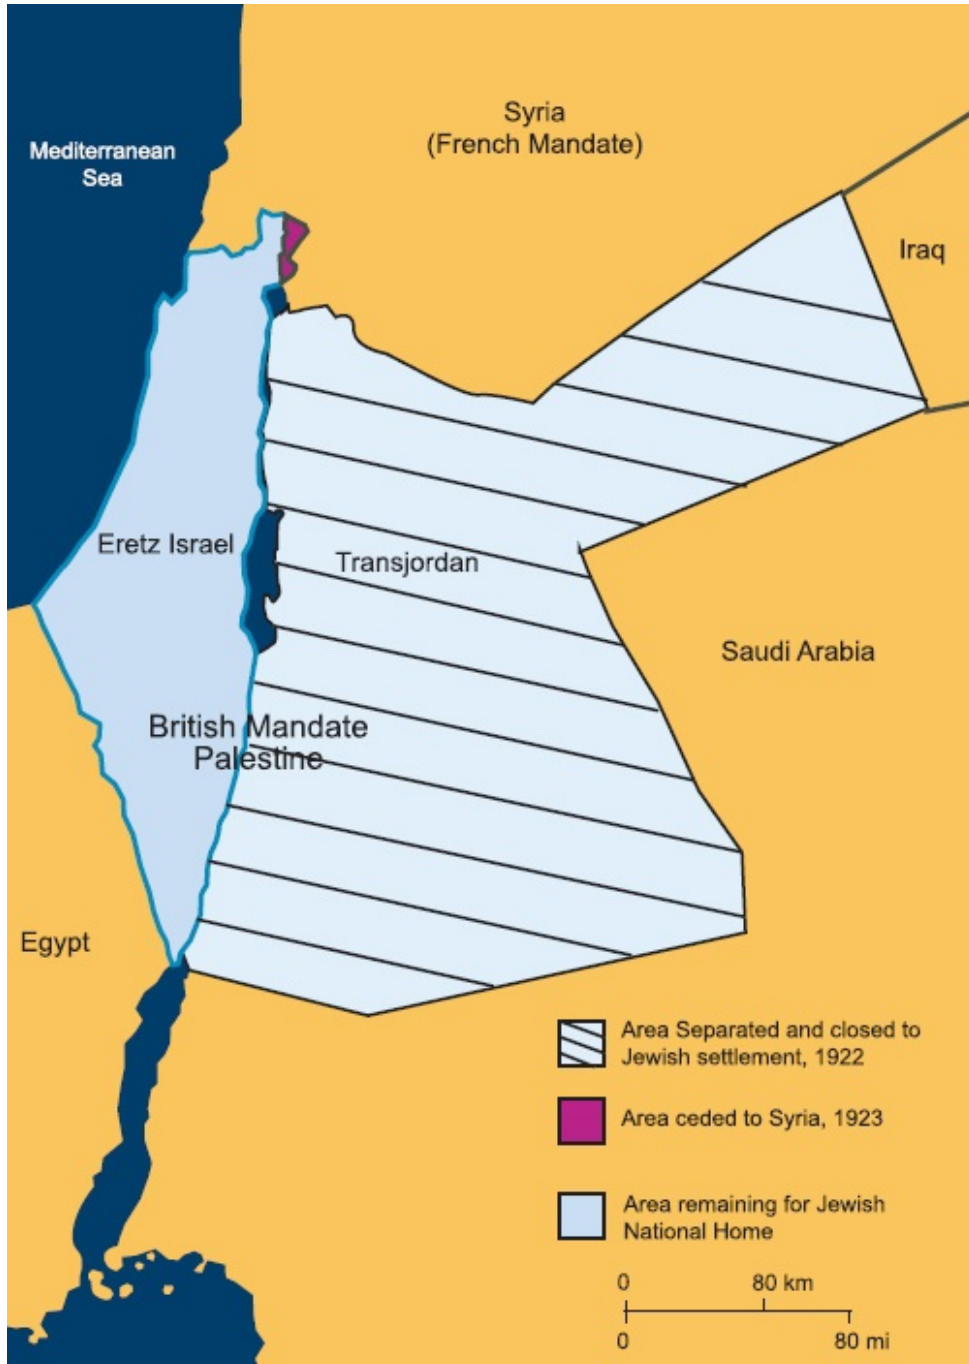 Syria
(French Mandate)
Mediterranean
Sea
Iraq
Eretz Israel
Transjordan
Saudi Arabia
British Mandate
Palestine
Egypt
Area Separated and closed to
Jewish settlement, 1922
Area ceded to Syria, 1923
Area remaining for Jewish
National Home
0 80 km
0 80 mi